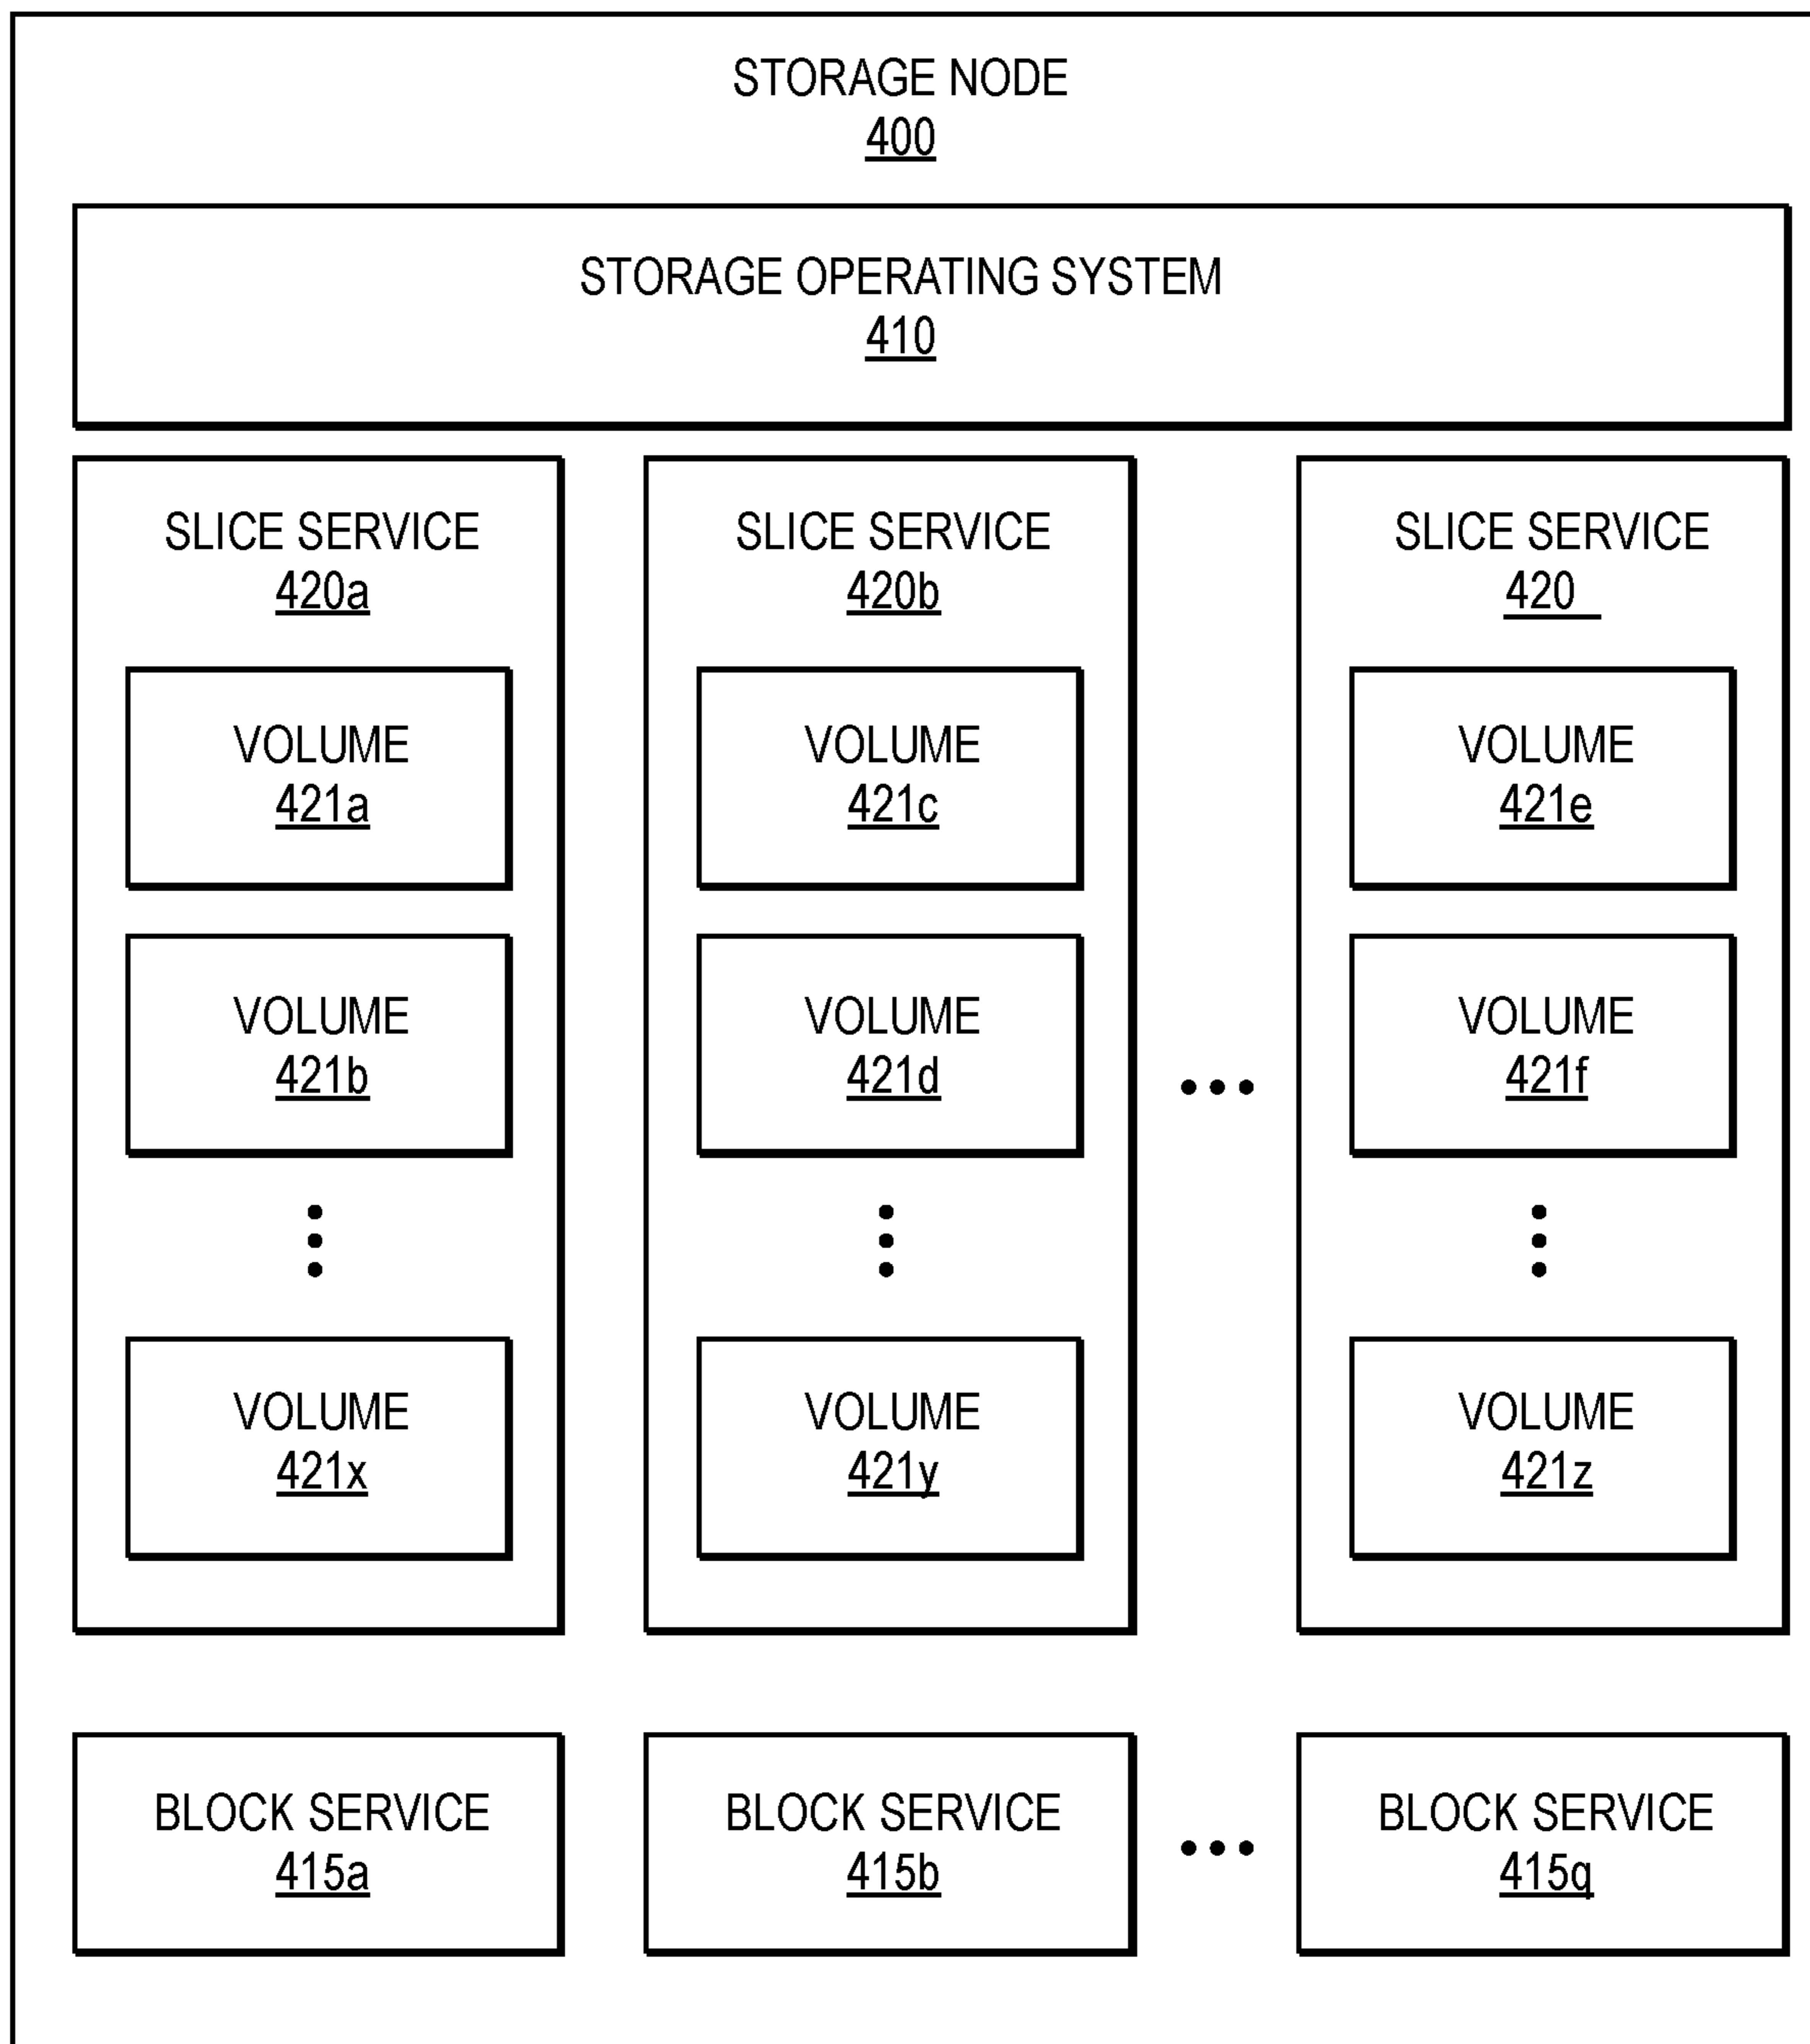 STORAGE NODE
400
STORAGE OPERATING SYSTEM
410
SLICE SERVICE
420a
VOLUME
421a
VOLUME
421b
VOLUME
421x
SLICE SERVICE
420b
VOLUME
421c
VOLUME
421d
VOLUME
421y
SLICE SERVICE
420
VOLUME
421e
VOLUME
421f
VOLUME
421z
BLOCK SERVICE
415a
BLOCK SERVICE
415b
BLOCK SERVICE
415q